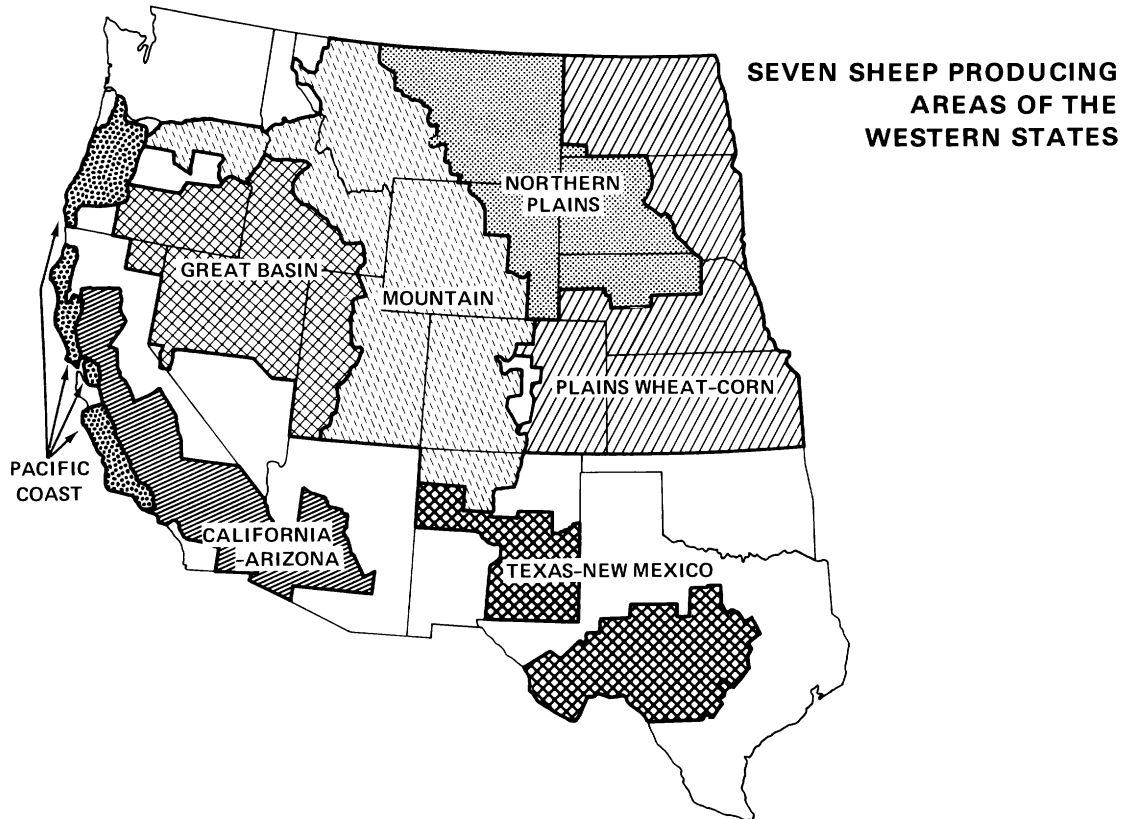 SEVEN SHEEP PRODUCING
AREAS OF THE
WESTERN STATES
NORTHERN
PLAINS
GREAT BASIN
MOUNTAIN
PLAINS WHEAT-CORN
PACIFIC
COAST
CALIFORNIA
-ARIZONA
TEXAS-NEW MEXICO